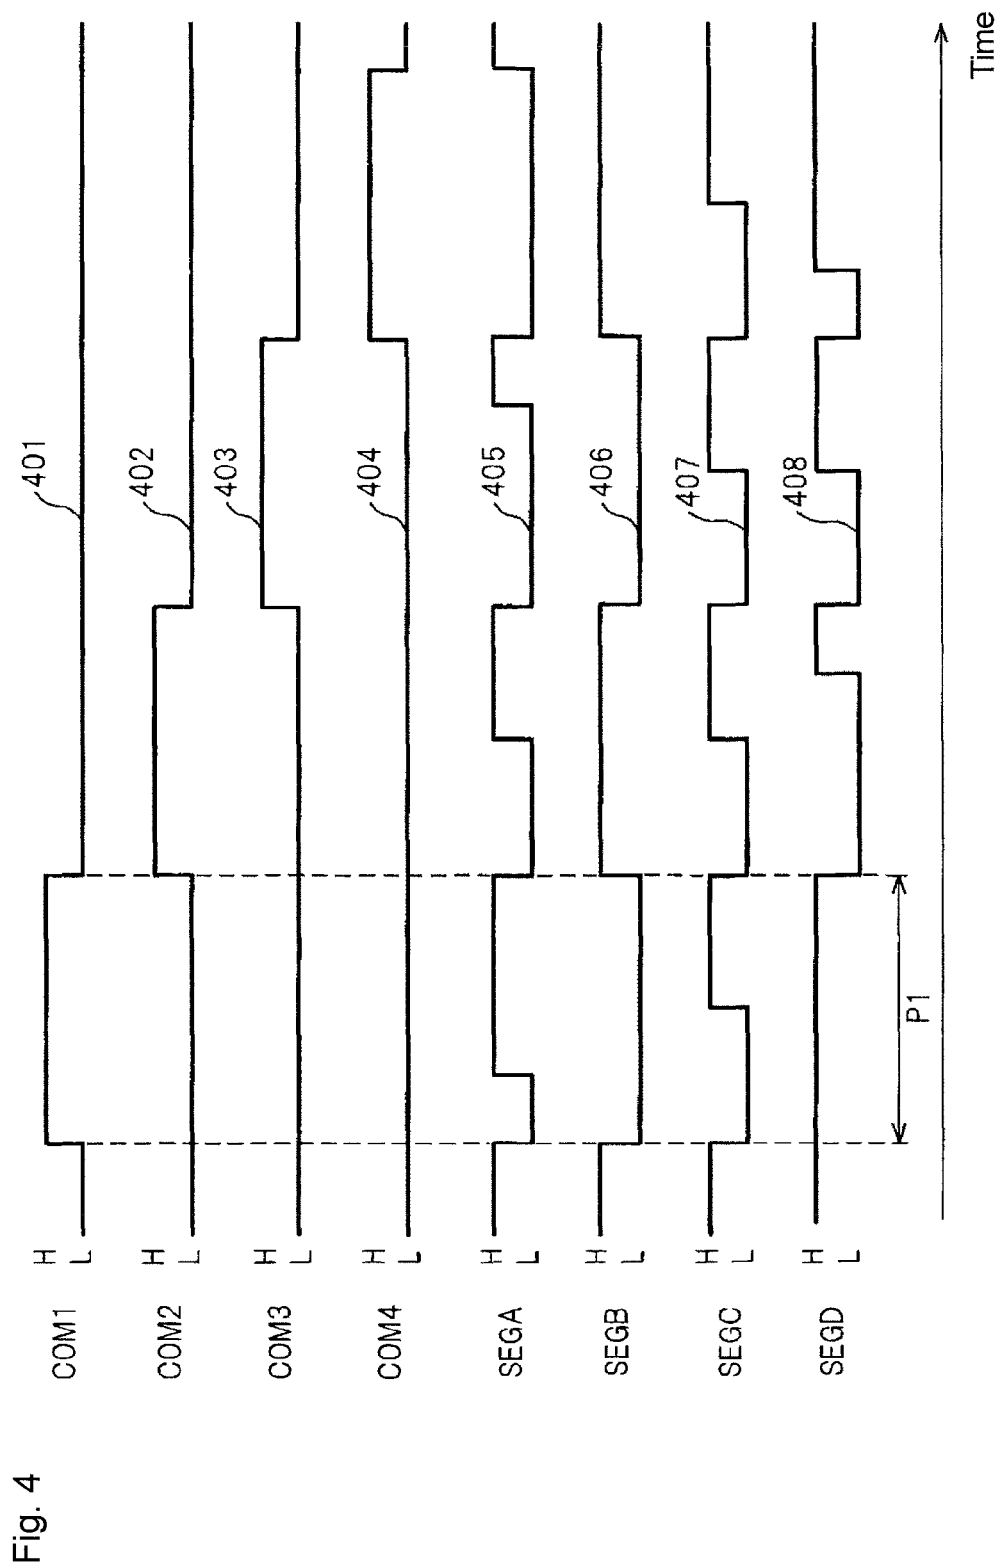 Fig. 4
COM1 H L 401
COM2 H L 402
COM3 H L 403
COM4 H L 404
SEGA H L 405
SEGB H L 406
SEGC H L 407
SEGD H L 408
P1
Time